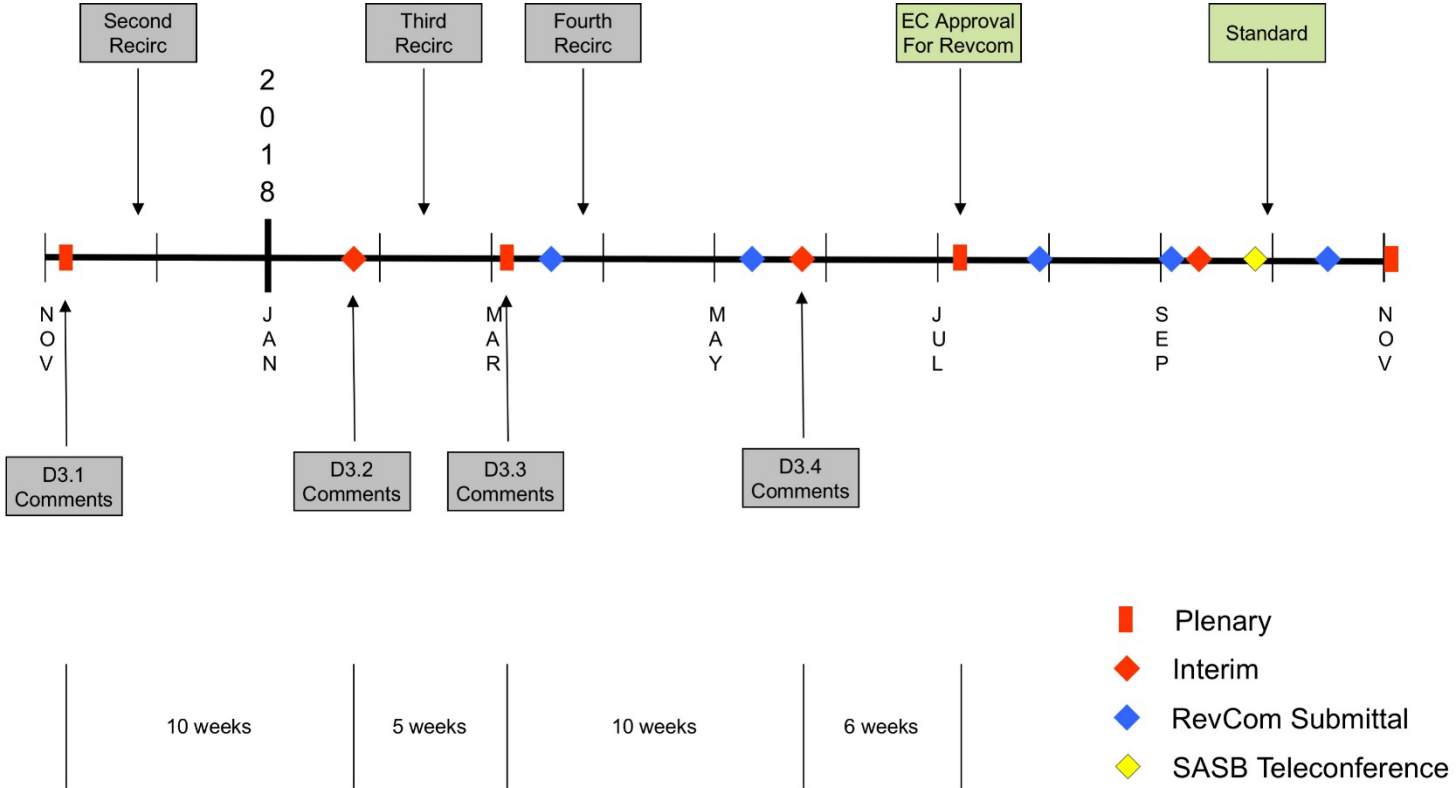 Second
Recirc
Third
Recirc
Fourth
Recirc
EC Approval
For Revcom
Standard
2
0
1
8
N
O
V
J
A
N
M
A
R
M
A
Y
J
U
L
S
E
P
N
O
V
D3.1
Comments
D3.2
Comments
D3.3
Comments
D3.4
Comments
10 weeks
5 weeks
10 weeks
6 weeks
Plenary
Interim
RevCom Submittal
SASB Teleconference